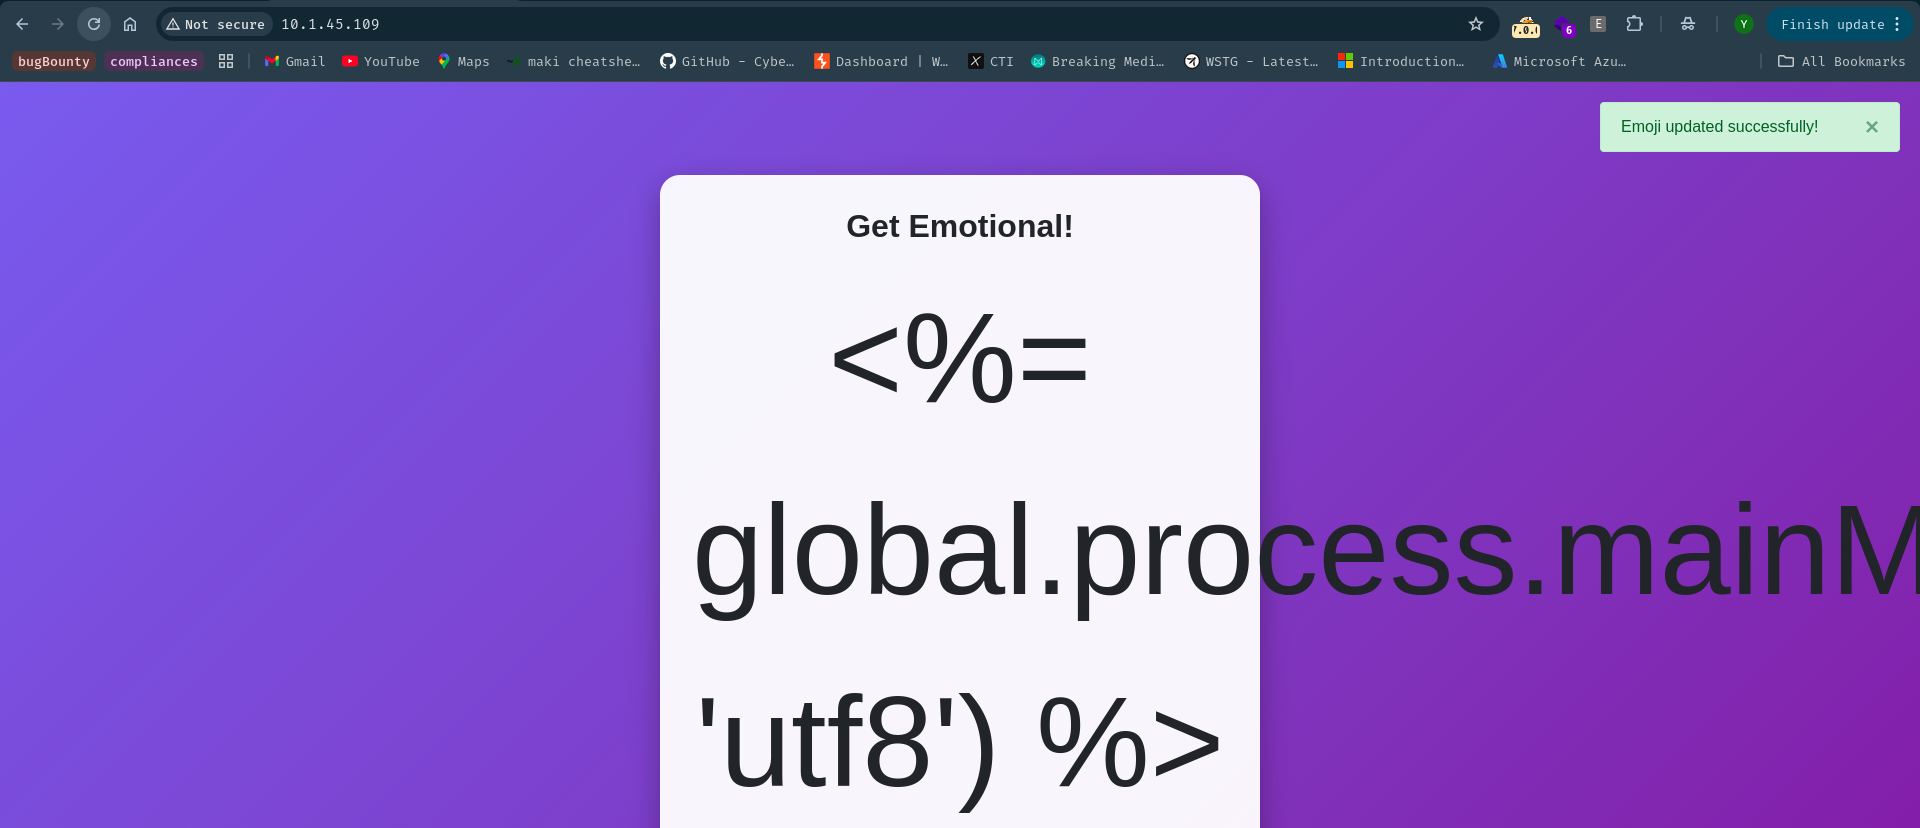 Not secure 10.1.45.109 7.0.( 6 E Y Finish update
bugBounty compliances Gmail YouTube Maps maki cheatshe… GitHub - Cybe… Dashboard | W… CTI Breaking Medi… WSTG - Latest… Introduction… Microsoft Azu… All Bookmarks
Emoji updated successfully! ×
Get Emotional!
<%=
global.process.mainM
'utf8') %>